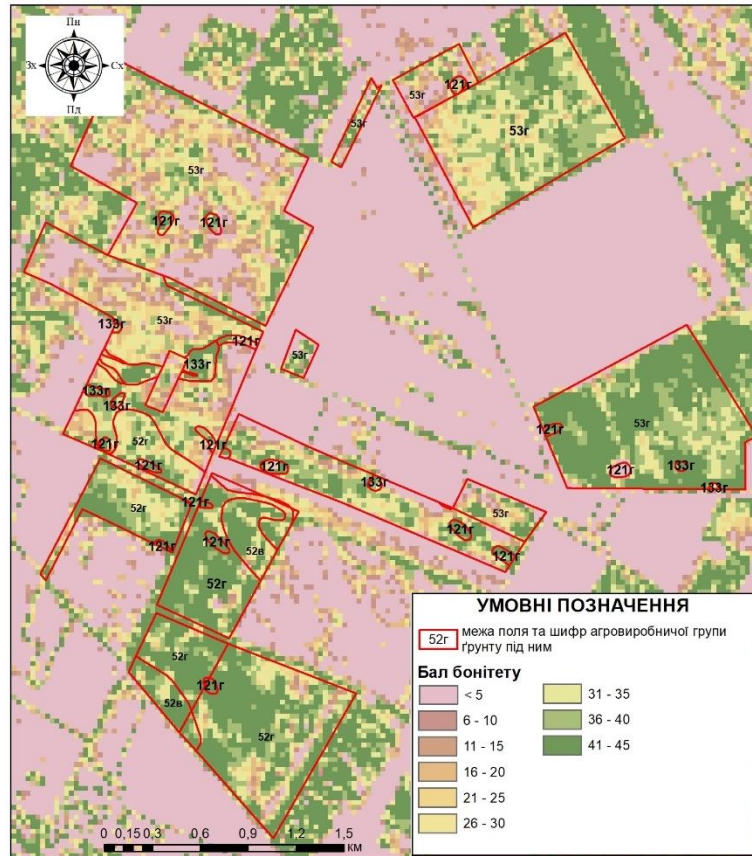 Пн
Зх
Сх
Пд
53г
121г
53г
53г
53г
121г
121г
53г
133г
121г
133г
53г
133г
133г
53г
121г
121г
52г
121г
121г
121г
133г
121г
133г
52г
121г
53г
121г
121г
121г
52в
52г
52г
121г
52в
52г
УМОВНІ ПОЗНАЧЕННЯ
52г межа поля та шифр агровиробничої групи
ґрунту під ним
Бал бонітету
< 5
31 - 35
6 - 10
36 - 40
11 - 15
41 - 45
16 - 20
21 - 25
26 - 30
0 0,15 0,3 0,6 0,9 1,2 1,5
км